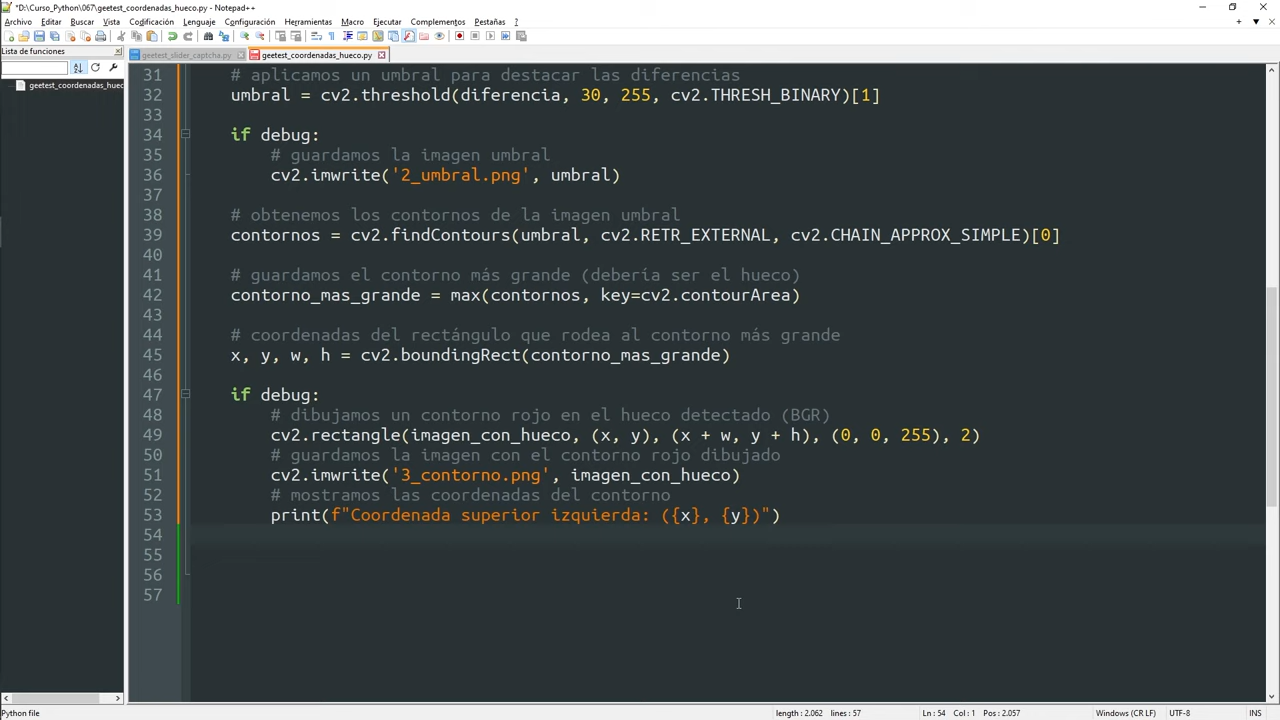 *D:\Curso_Python\067\geetest_coordenadas_hueco.py - Notepad++
Archivo Editar Buscar Vista Codificación Lenguaje Configuración Herramientas Macro Ejecutar Complementos Pestañas ?
Lista de funciones
geetest_slider_captcha.py
geetest_coordenadas_hueco.py
geetest_coordenadas_huec
31 # aplicamos un umbral para destacar las diferencias
32 umbral = cv2.threshold(diferencia, 30, 255, cv2.THRESH_BINARY)[1]
33
34 if debug:
35 # guardamos la imagen umbral
36 cv2.imwrite('2_umbral.png', umbral)
37
38 # obtenemos los contornos de la imagen umbral
39 contornos = cv2.findContours(umbral, cv2.RETR_EXTERNAL, cv2.CHAIN_APPROX_SIMPLE)[0]
40
41 # guardamos el contorno más grande (debería ser el hueco)
42 contorno_mas_grande = max(contornos, key=cv2.contourArea)
43
44 # coordenadas del rectángulo que rodea al contorno más grande
45 x, y, w, h = cv2.boundingRect(contorno_mas_grande)
46
47 if debug:
48 # dibujamos un contorno rojo en el hueco detectado (BGR)
49 cv2.rectangle(imagen_con_hueco, (x, y), (x + w, y + h), (0, 0, 255), 2)
50 # guardamos la imagen con el contorno rojo dibujado
51 cv2.imwrite('3_contorno.png', imagen_con_hueco)
52 # mostramos las coordenadas del contorno
53 print(f"Coordenada superior izquierda: ({x}, {y})")
54
55
56
57
Python file length : 2.062 lines : 57 Ln : 54 Col : 1 Pos : 2.057 Windows (CR LF) UTF-8 INS